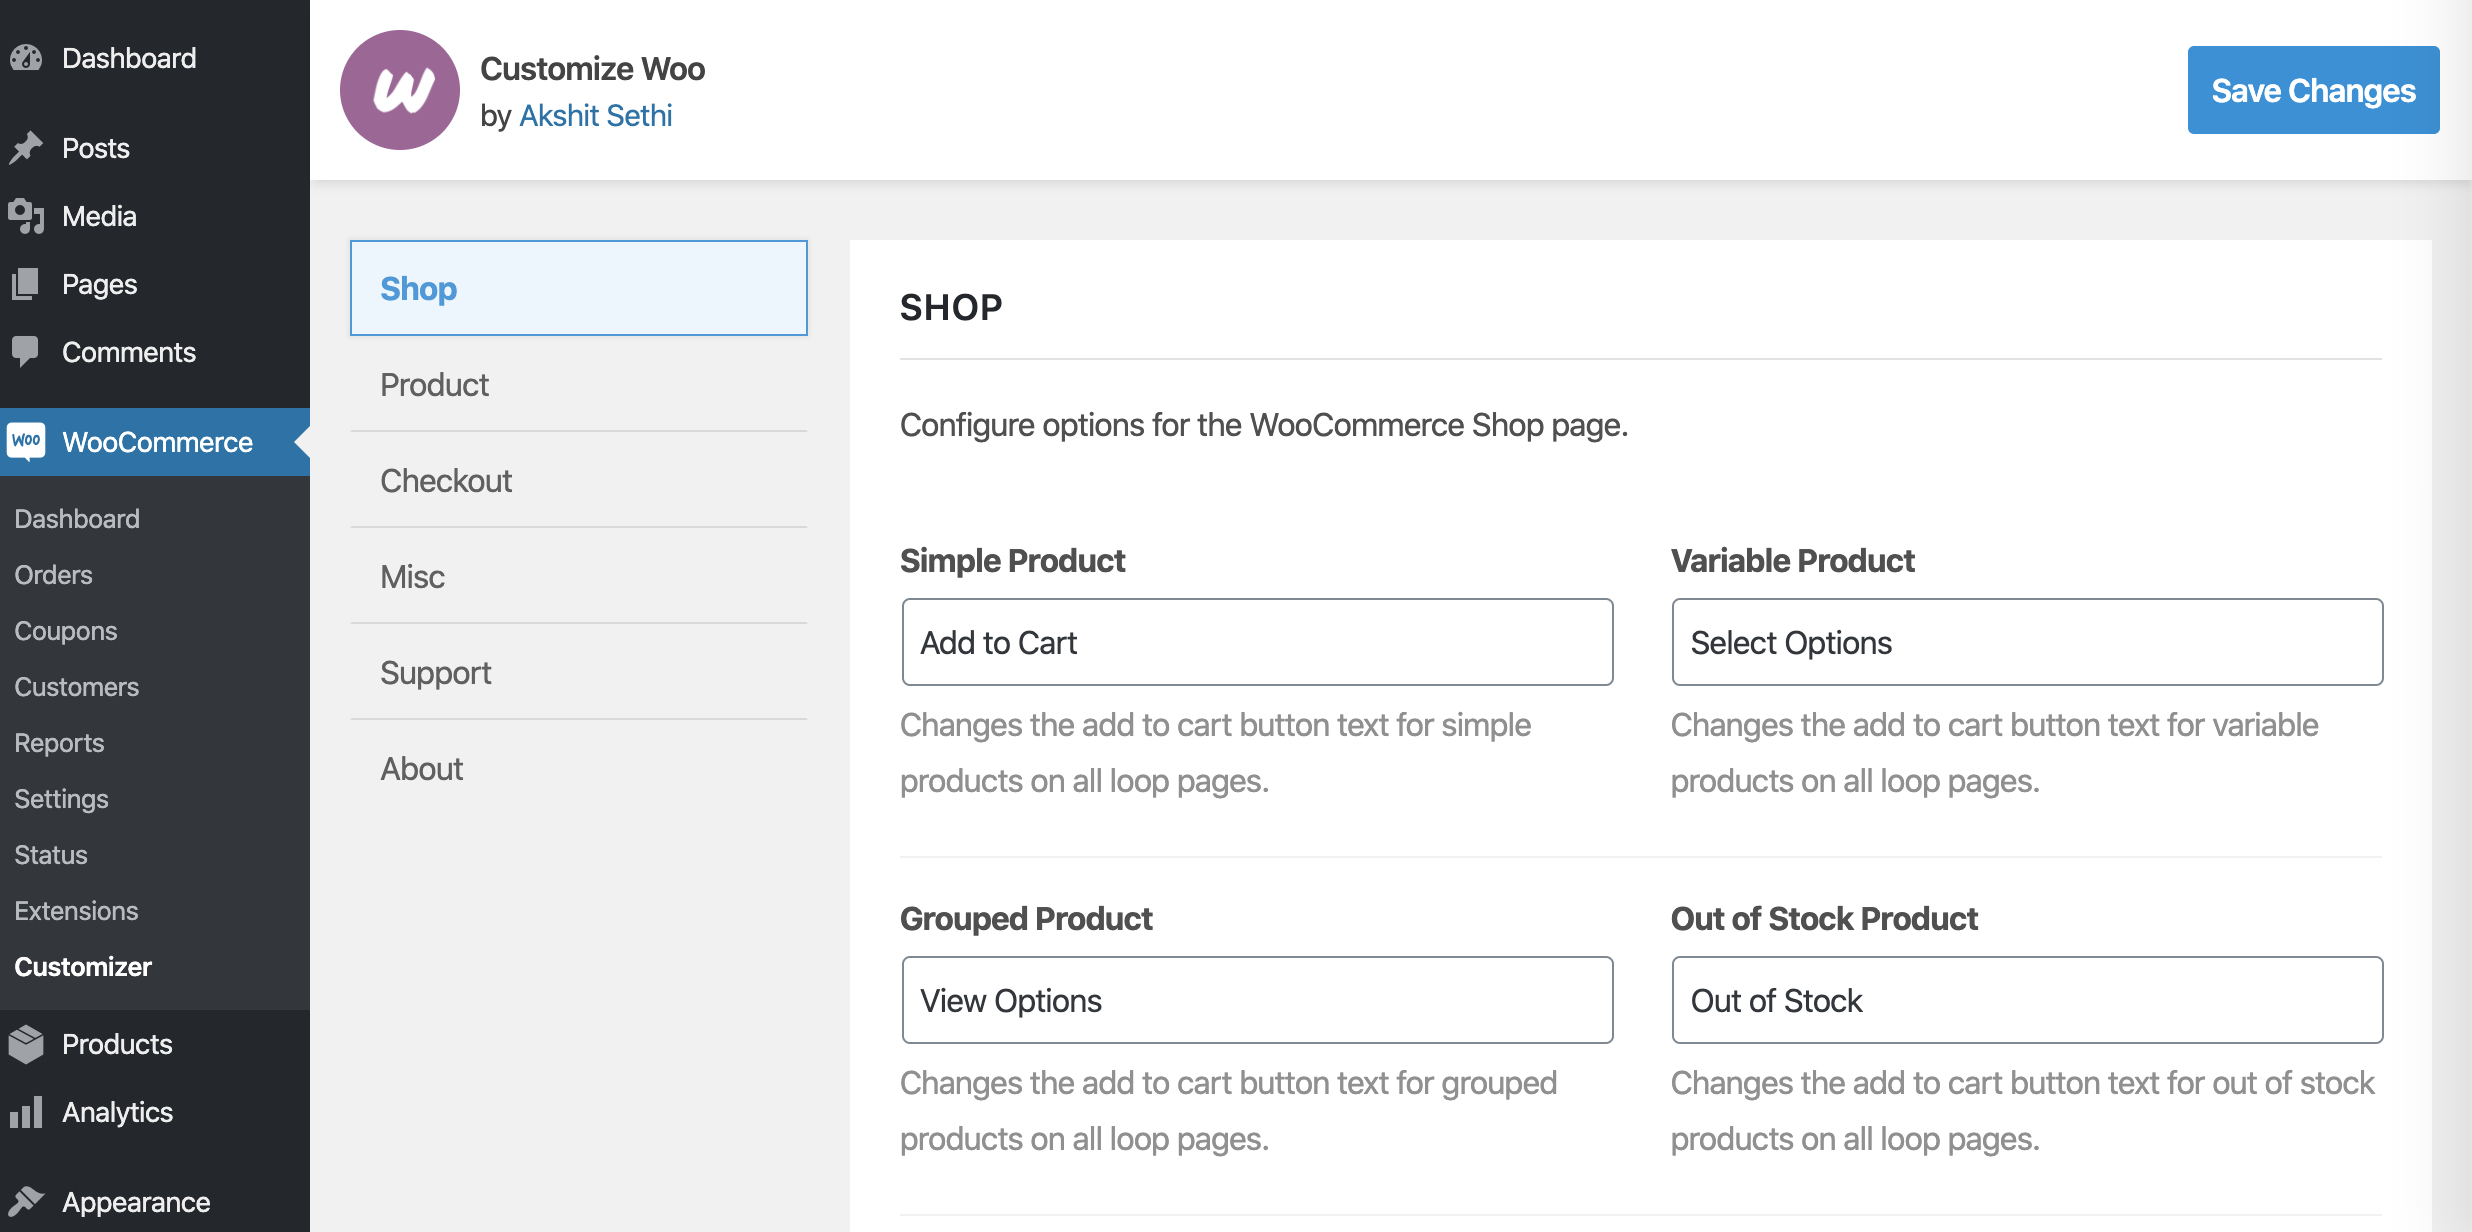 Dashboard
Posts
Media
Pages
Comments
Woo WooCommerce
Dashboard
Orders
Coupons
Customers
Reports
Settings
Status
Extensions
Customizer
Products
Analytics
Appearance
W
Customize Woo
by Akshit Sethi
Save Changes
Shop
Product
Checkout
Misc
Support
About
SHOP
Configure options for the WooCommerce Shop page.
Simple Product
Add to Cart
Changes the add to cart button text for simple
products on all loop pages.
Variable Product
Select Options
Changes the add to cart button text for variable
products on all loop pages.
Grouped Product
View Options
Changes the add to cart button text for grouped
products on all loop pages.
Out of Stock Product
Out of Stock
Changes the add to cart button text for out of stock
products on all loop pages.